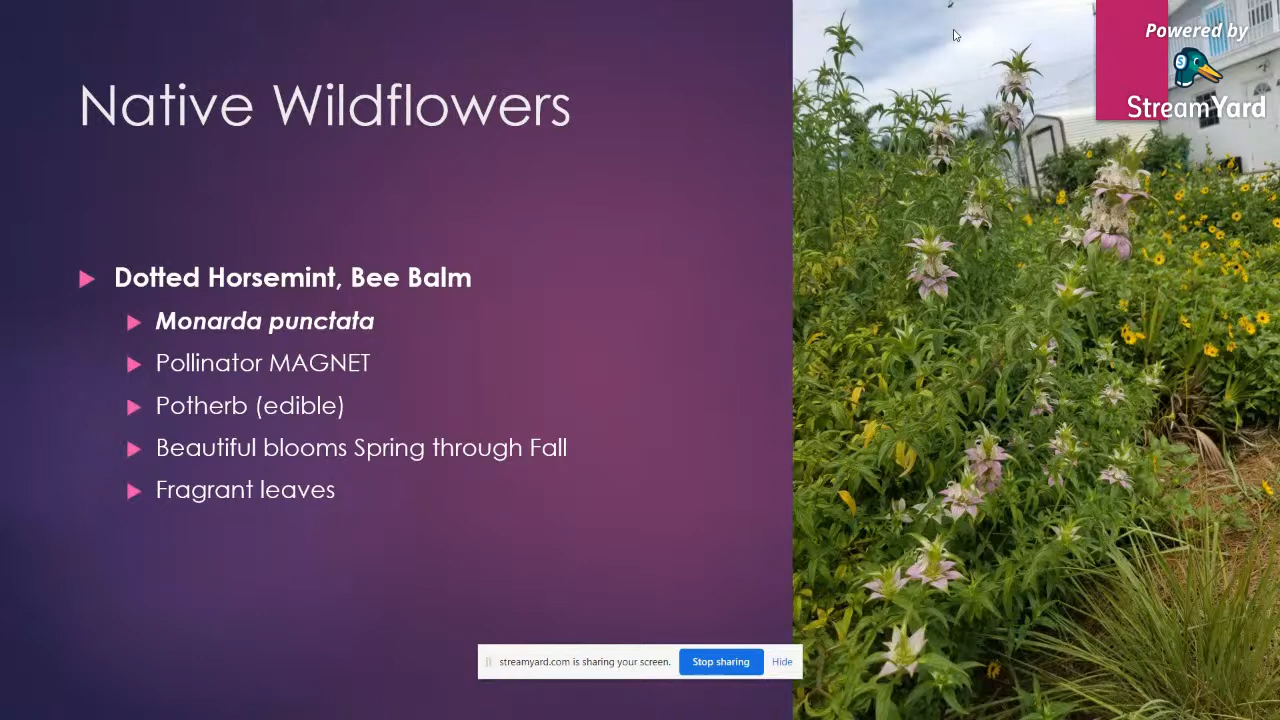 Powered by
StreamYard
Native Wildflowers
Dotted Horsemint, Bee Balm
Monarda punctata
Pollinator MAGNET
Potherb (edible)
Beautiful blooms Spring through Fall
Fragrant leaves
streamyard.com is sharing your screen. Stop sharing Hide